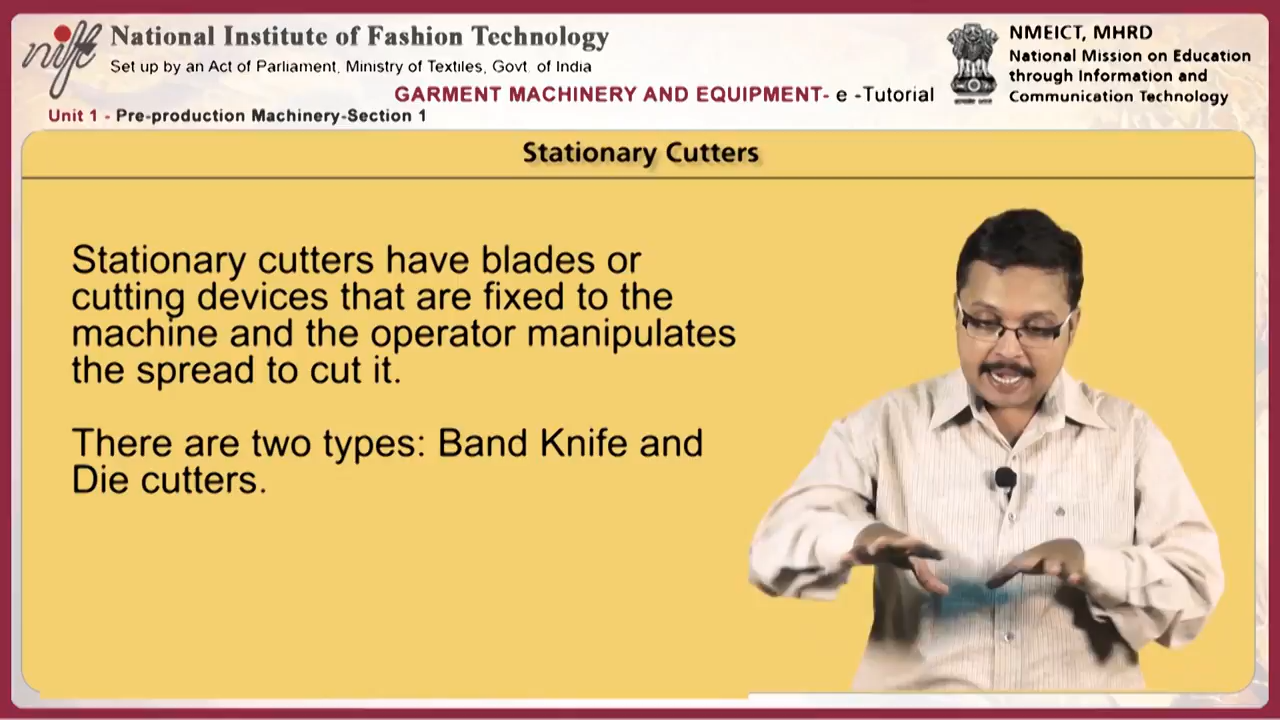 nift
National Institute of Fashion Technology
Set up by an Act of Parliament, Ministry of Textiles, Govt. of India
GARMENT MACHINERY AND EQUIPMENT- e -Tutorial
Unit 1 - Pre-production Machinery-Section 1
NMEICT, MHRD
National Mission on Education
through Information and
Communication Technology
Stationary Cutters
Stationary cutters have blades or
cutting devices that are fixed to the
machine and the operator manipulates
the spread to cut it.
There are two types: Band Knife and
Die cutters.